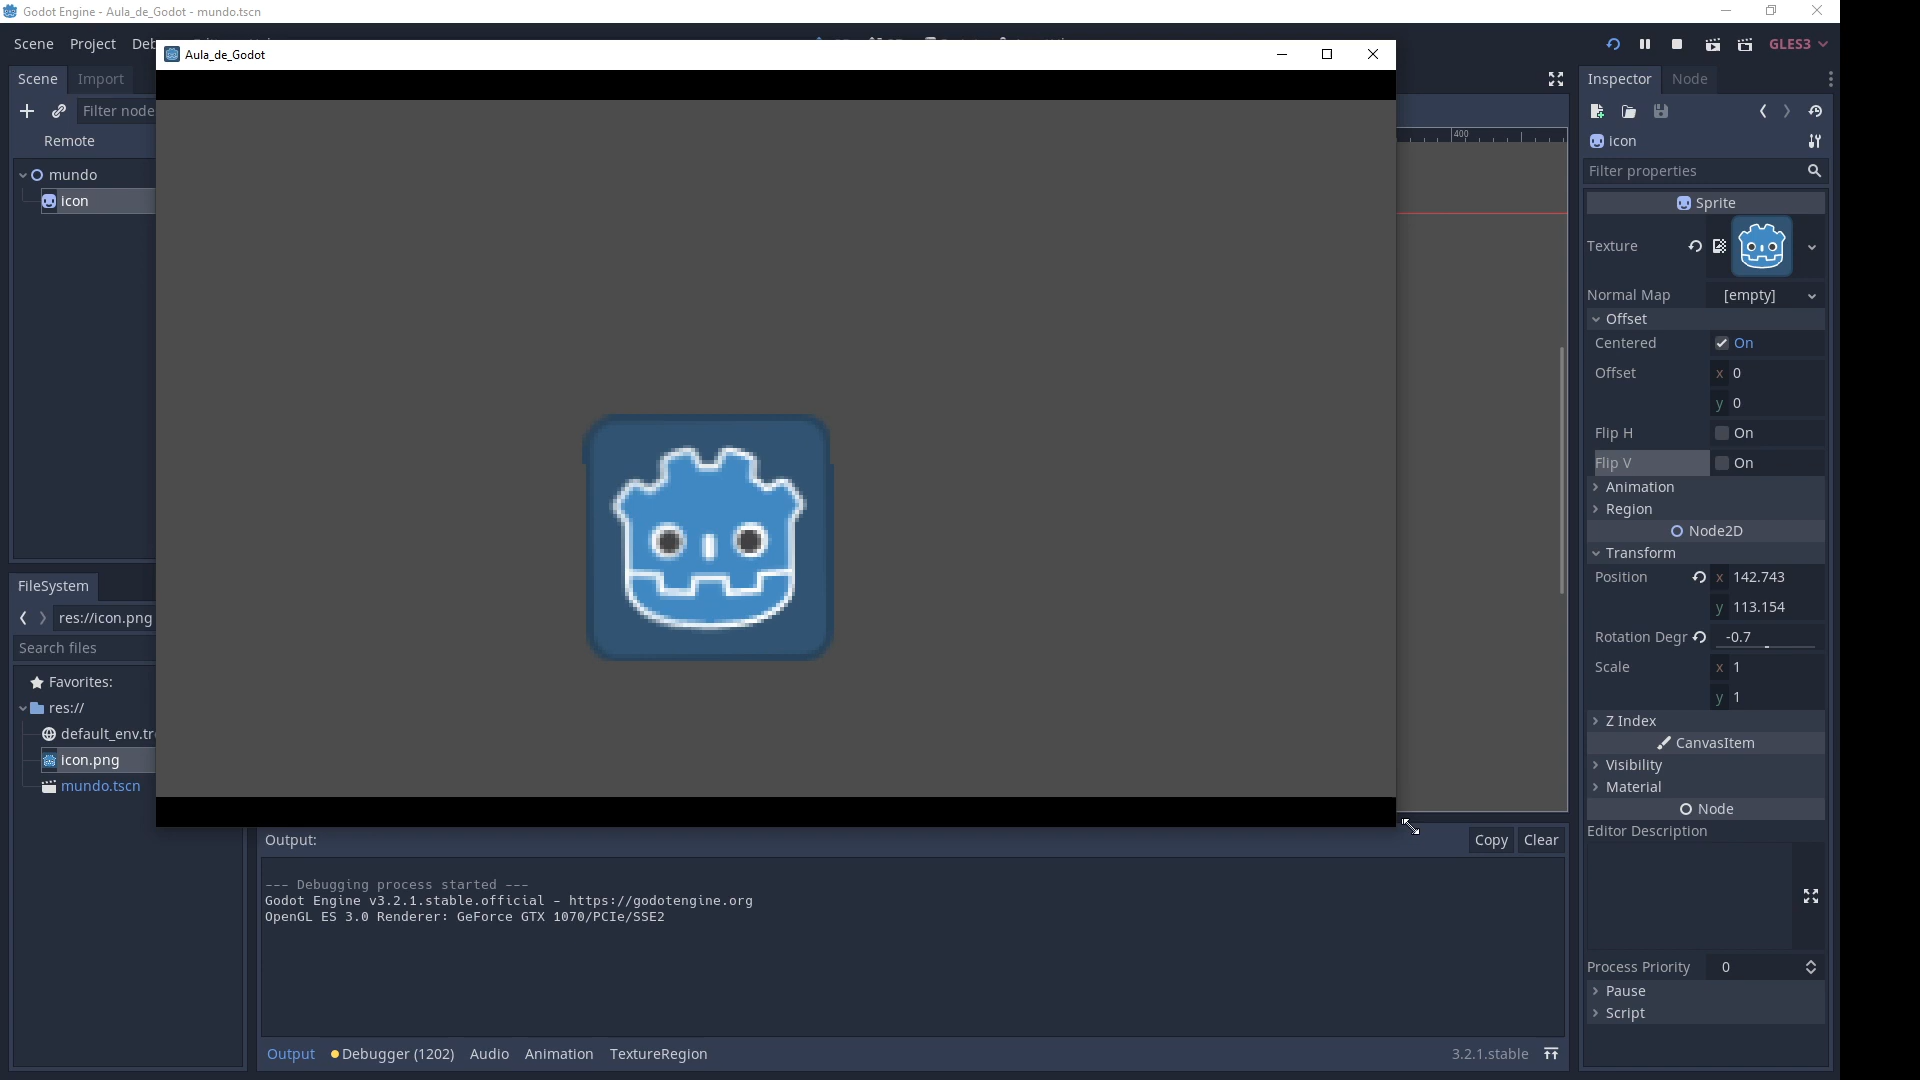 Godot Engine - Aula_de_Godot - mundo.tscn
Scene Project Deb
GLES3
Aula_de_Godot
Scene Import
Filter node
Remote
mundo
icon
400
FileSystem
res://icon.png
Search files
Favorites:
res://
default_env.tr
icon.png
mundo.tscn
Inspector Node
icon
Filter properties
Sprite
Texture
Normal Map [empty]
Offset
Centered On
Offset x 0
y 0
Flip H On
Flip V On
Animation
Region
Node2D
Transform
Position x 142.743
y 113.154
Rotation Degr -0.7
Scale x 1
y 1
Z Index
CanvasItem
Visibility
Material
Node
Editor Description
Process Priority 0
Pause
Script
Output: Copy Clear
--- Debugging process started ---
Godot Engine v3.2.1.stable.official - https://godotengine.org
OpenGL ES 3.0 Renderer: GeForce GTX 1070/PCIe/SSE2
Output Debugger (1202) Audio Animation TextureRegion 3.2.1.stable